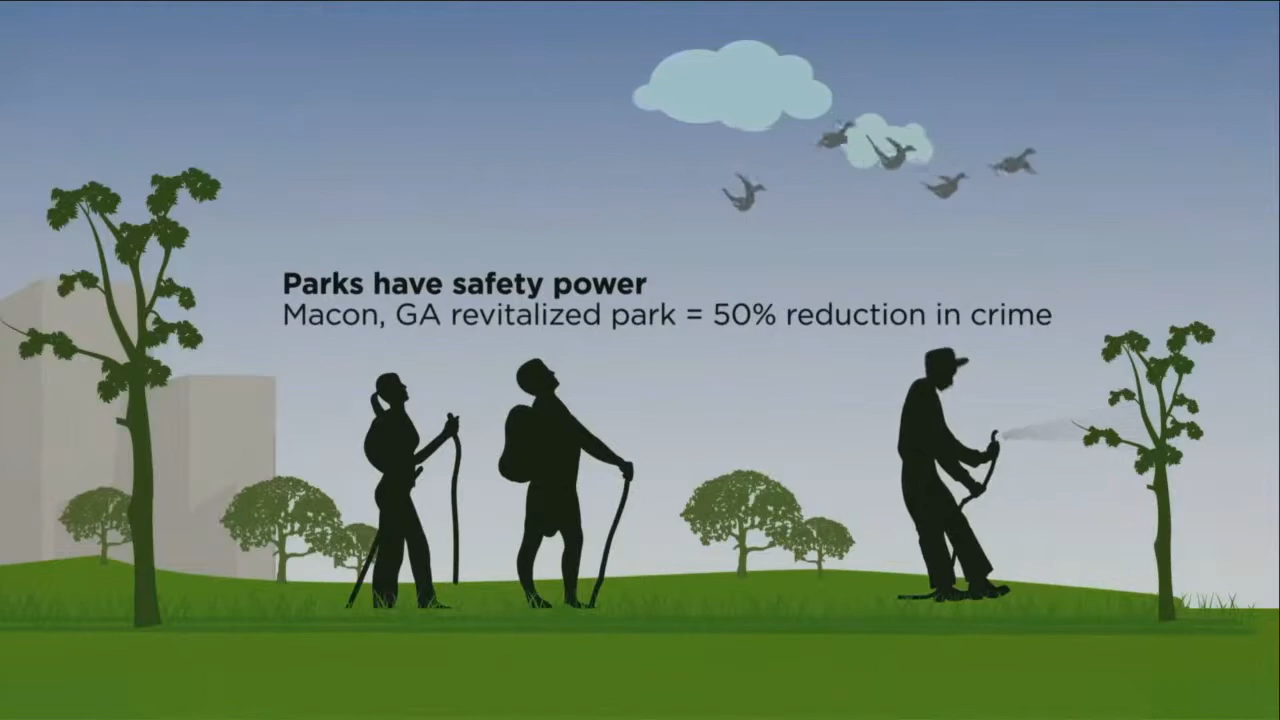 Parks have safety power
Macon, GA revitalized park = 50% reduction in crime